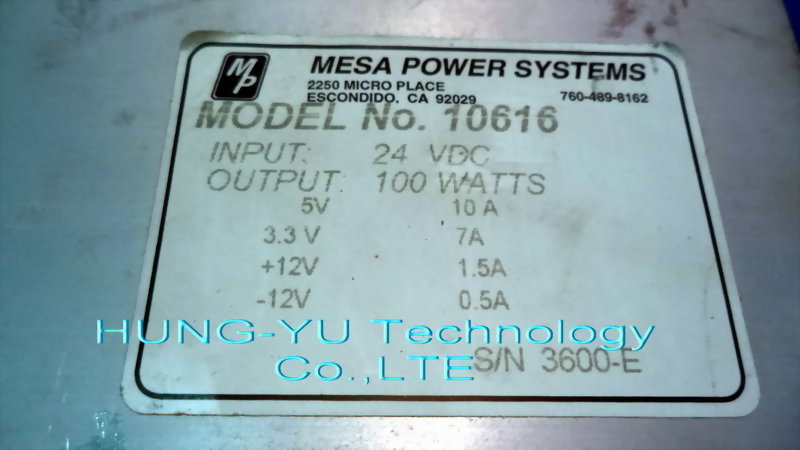 MP
MESA POWER SYSTEMS
2250 MICRO PLACE
ESCONDIDO, CA 92029 760-489-8162
MODEL No. 10616
INPUT: 24 VDC
OUTPUT: 100 WATTS
5V 10 A
3.3 V 7A
+12V 1.5A
-12V 0.5A
HUNG-YU Technology
Co.,LTE
S/N 3600-E